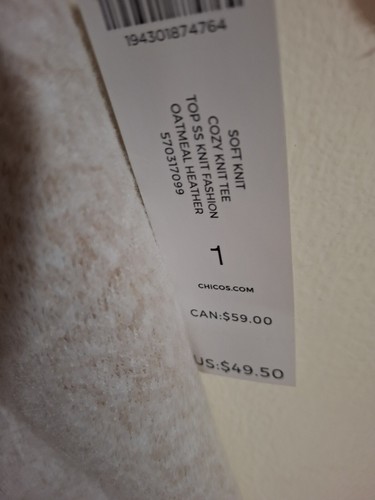 194301874764
SOFT KNIT
COZY KNIT TEE
TOP SS KNIT FASHION
OATMEAL HEATHER
570317099
1
CHICOS.COM
CAN:$59.00
US:$49.50